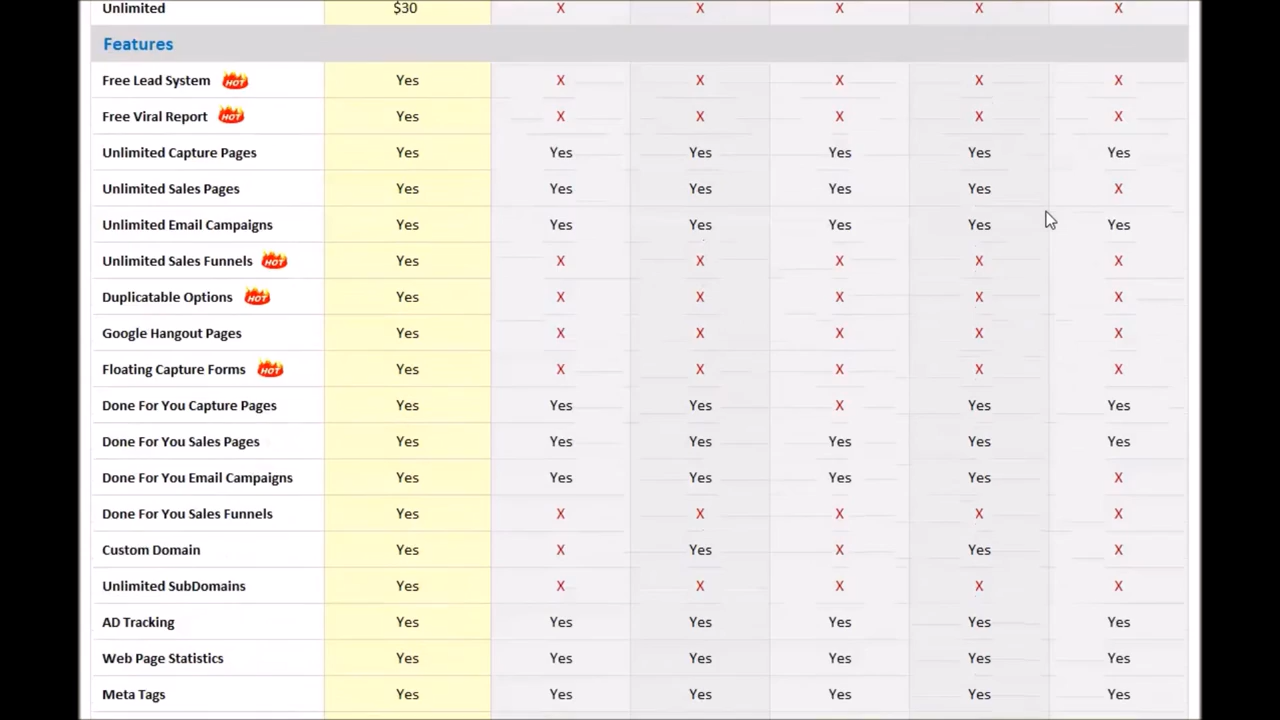 Unlimited $30 X X X X X
Features
Free Lead System HOT Yes X X X X X
Free Viral Report HOT Yes X X X X X
Unlimited Capture Pages Yes Yes Yes Yes Yes Yes
Unlimited Sales Pages Yes Yes Yes Yes Yes X
Unlimited Email Campaigns Yes Yes Yes Yes Yes Yes
Unlimited Sales Funnels HOT Yes X X X X X
Duplicatable Options HOT Yes X X X X X
Google Hangout Pages Yes X X X X X
Floating Capture Forms HOT Yes X X X X X
Done For You Capture Pages Yes Yes Yes X Yes Yes
Done For You Sales Pages Yes Yes Yes Yes Yes Yes
Done For You Email Campaigns Yes Yes Yes Yes Yes X
Done For You Sales Funnels Yes X X X X X
Custom Domain Yes X Yes X Yes X
Unlimited SubDomains Yes X X X X X
AD Tracking Yes Yes Yes Yes Yes Yes
Web Page Statistics Yes Yes Yes Yes Yes Yes
Meta Tags Yes Yes Yes Yes Yes Yes